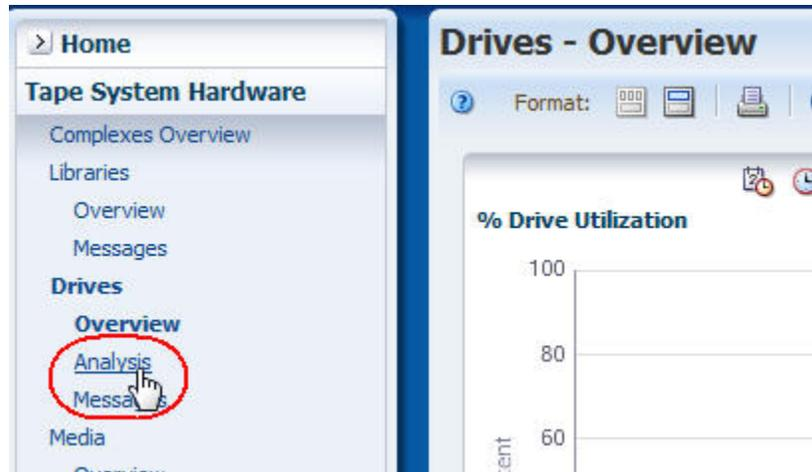 Home
Tape System Hardware
Complexes Overview
Libraries
Overview
Messages
Drives
Overview
Analysis
Media
Overview
Drives - Overview
Format:
% Drive Utilization
100
80
60